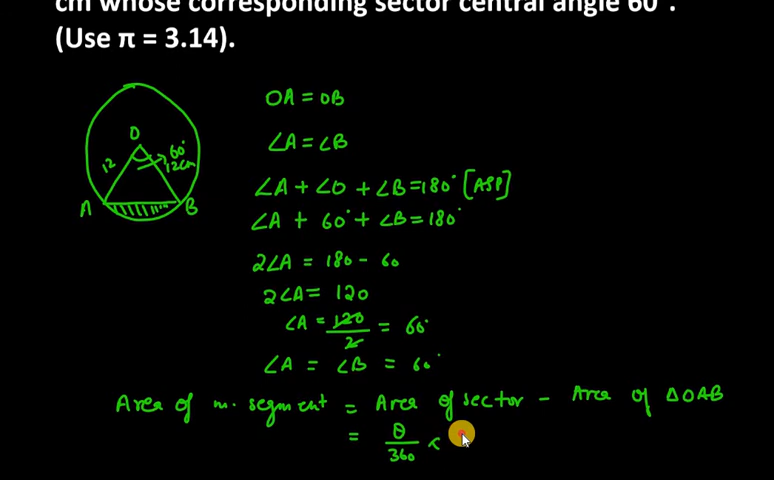 cm whose corresponding sector central angle 60°.
(Use π = 3.14).
OA = OB
∠A = ∠B
O
60°
12
12cm
∠A + ∠O + ∠B = 180° [ASP]
A
B
∠A + 60° + ∠B = 180°
2∠A = 180 - 60
2∠A = 120
∠A = 120/2 = 60°
∠A = ∠B = 60°
Area of m. segment = Area of sector - Area of ΔOAB
= θ/360 ×